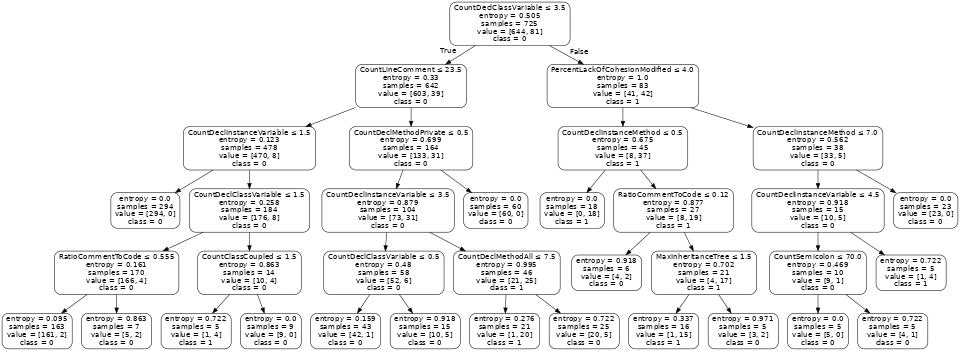 CountDeclClassVariable ≤ 3.5
entropy = 0.505
samples = 725
value = [644, 81]
class = 0
True
False
CountLineComment ≤ 23.5
entropy = 0.33
samples = 642
value = [603, 39]
class = 0
PercentLackOfCohesionModified ≤ 4.0
entropy = 1.0
samples = 83
value = [41, 42]
class = 1
CountDeclInstanceVariable ≤ 1.5
entropy = 0.123
samples = 478
value = [470, 8]
class = 0
CountDeclMethodPrivate ≤ 0.5
entropy = 0.699
samples = 164
value = [133, 31]
class = 0
CountDeclInstanceMethod ≤ 0.5
entropy = 0.675
samples = 45
value = [8, 37]
class = 1
CountDeclInstanceMethod ≤ 7.0
entropy = 0.562
samples = 38
value = [33, 5]
class = 0
entropy = 0.0
samples = 294
value = [294, 0]
class = 0
CountDeclClassVariable ≤ 1.5
entropy = 0.258
samples = 184
value = [176, 8]
class = 0
CountDeclInstanceVariable ≤ 3.5
entropy = 0.879
samples = 104
value = [73, 31]
class = 0
entropy = 0.0
samples = 60
value = [60, 0]
class = 0
entropy = 0.0
samples = 18
value = [0, 18]
class = 1
RatioCommentToCode ≤ 0.12
entropy = 0.877
samples = 27
value = [8, 19]
class = 1
CountDeclInstanceVariable ≤ 4.5
entropy = 0.918
samples = 15
value = [10, 5]
class = 0
entropy = 0.0
samples = 23
value = [23, 0]
class = 0
RatioCommentToCode ≤ 0.555
entropy = 0.161
samples = 170
value = [166, 4]
class = 0
CountClassCoupled ≤ 1.5
entropy = 0.863
samples = 14
value = [10, 4]
class = 0
CountDeclClassVariable ≤ 0.5
entropy = 0.48
samples = 58
value = [52, 6]
class = 0
CountDeclMethodAll ≤ 7.5
entropy = 0.995
samples = 46
value = [21, 25]
class = 1
entropy = 0.918
samples = 6
value = [4, 2]
class = 0
MaxInheritanceTree ≤ 1.5
entropy = 0.702
samples = 21
value = [4, 17]
class = 1
CountSemicolon ≤ 70.0
entropy = 0.469
samples = 10
value = [9, 1]
class = 0
entropy = 0.722
samples = 5
value = [1, 4]
class = 1
entropy = 0.095
samples = 163
value = [161, 2]
class = 0
entropy = 0.863
samples = 7
value = [5, 2]
class = 0
entropy = 0.722
samples = 5
value = [1, 4]
class = 1
entropy = 0.0
samples = 9
value = [9, 0]
class = 0
entropy = 0.159
samples = 43
value = [42, 1]
class = 0
entropy = 0.918
samples = 15
value = [10, 5]
class = 0
entropy = 0.276
samples = 21
value = [1, 20]
class = 1
entropy = 0.722
samples = 25
value = [20, 5]
class = 0
entropy = 0.337
samples = 16
value = [1, 15]
class = 1
entropy = 0.971
samples = 5
value = [3, 2]
class = 0
entropy = 0.0
samples = 5
value = [5, 0]
class = 0
entropy = 0.722
samples = 5
value = [4, 1]
class = 0